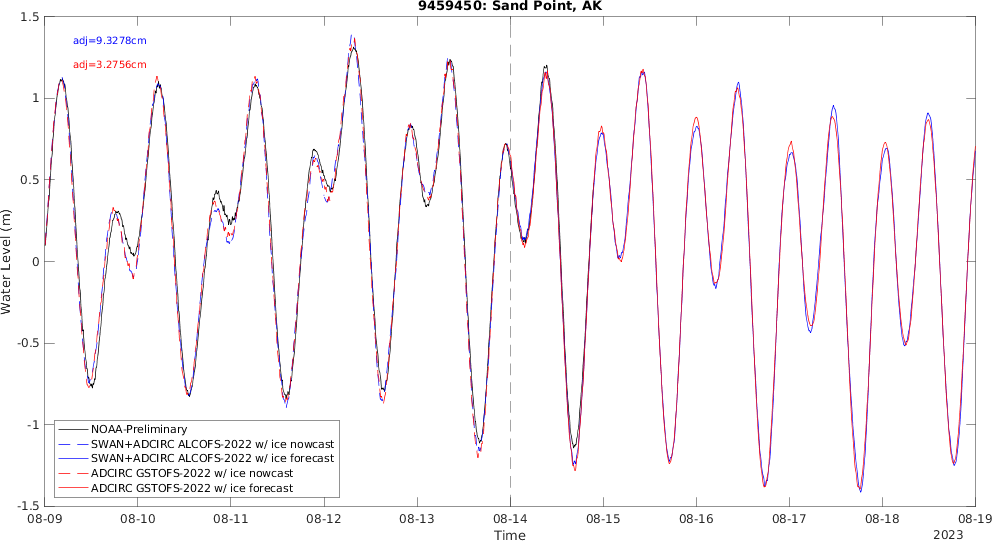 9459450: Sand Point, AK
1.5
adj=9.3278cm
adj=3.2756cm
1
0.5
0
-0.5
-1
-1.5
Water Level (m)
NOAA-Preliminary
SWAN+ADCIRC ALCOFS-2022 w/ ice nowcast
SWAN+ADCIRC ALCOFS-2022 w/ ice forecast
ADCIRC GSTOFS-2022 w/ ice nowcast
ADCIRC GSTOFS-2022 w/ ice forecast
08-09 08-10 08-11 08-12 08-13 08-14 08-15 08-16 08-17 08-18 08-19
Time
2023